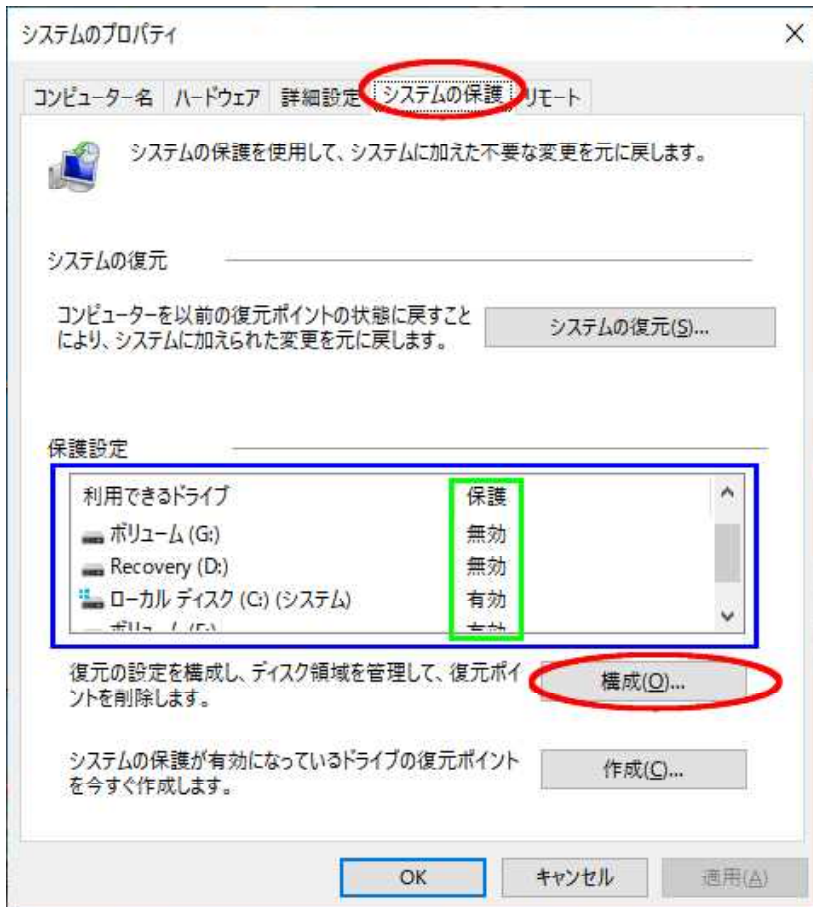 システムのプロパティ
コンピューター名 ハードウェア 詳細設定 システムの保護 リモート
システムの保護を使用して、システムに加えた不要な変更を元に戻します。
システムの復元
コンピューターを以前の復元ポイントの状態に戻すこと
により、システムに加えられた変更を元に戻します。
システムの復元(S)...
保護設定
利用できるドライブ 保護
ボリューム (G:) 無効
Recovery (D:) 無効
ローカル ディスク (C:) (システム) 有効
復元の設定を構成し、ディスク領域を管理して、復元ポイ
ントを削除します。
構成(O)...
システムの保護が有効になっているドライブの復元ポイント
を今すぐ作成します。
作成(C)...
OK キャンセル 適用(A)